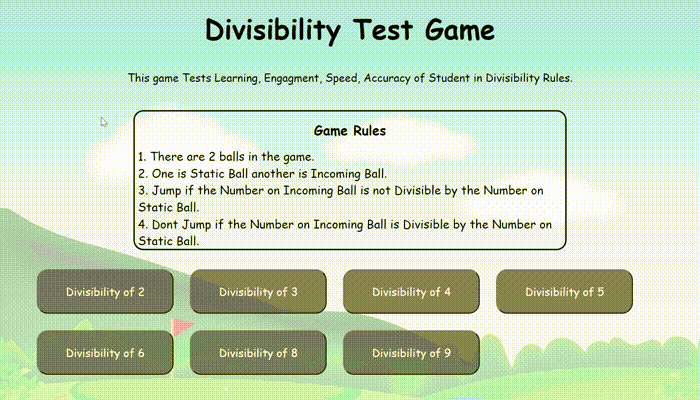 Divisibility Test Game
This game Tests Learning, Engagment, Speed, Accuracy of Student in Divisibility Rules.
Game Rules
1. There are 2 balls in the game.
2. One is Static Ball another is Incoming Ball.
3. Jump if the Number on Incoming Ball is not Divisible by the Number on
Static Ball.
4. Dont Jump if the Number on Incoming Ball is Divisible by the Number on
Static Ball.
Divisibility of 2
Divisibility of 3
Divisibility of 4
Divisibility of 5
Divisibility of 6
Divisibility of 8
Divisibility of 9